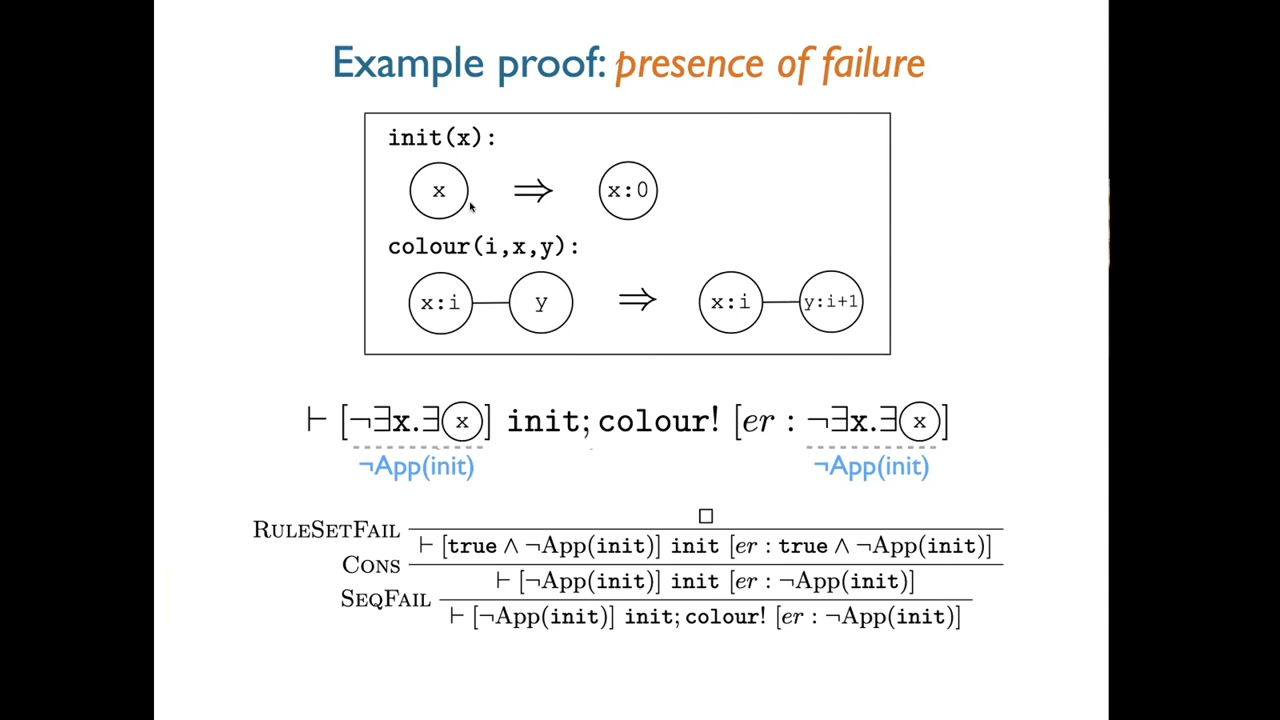 Example proof: presence of failure
init(x):
x ⇒ x:0
colour(i,x,y):
x:i y ⇒ x:i y:i+1
⊢ [¬∃x.∃ x ] init; colour! [er : ¬∃x.∃ x ]
¬App(init) ¬App(init)
□
RULESETFAIL ⊢ [true ∧ ¬App(init)] init [er : true ∧ ¬App(init)]
CONS ⊢ [¬App(init)] init [er : ¬App(init)]
SEQFAIL ⊢ [¬App(init)] init; colour! [er : ¬App(init)]